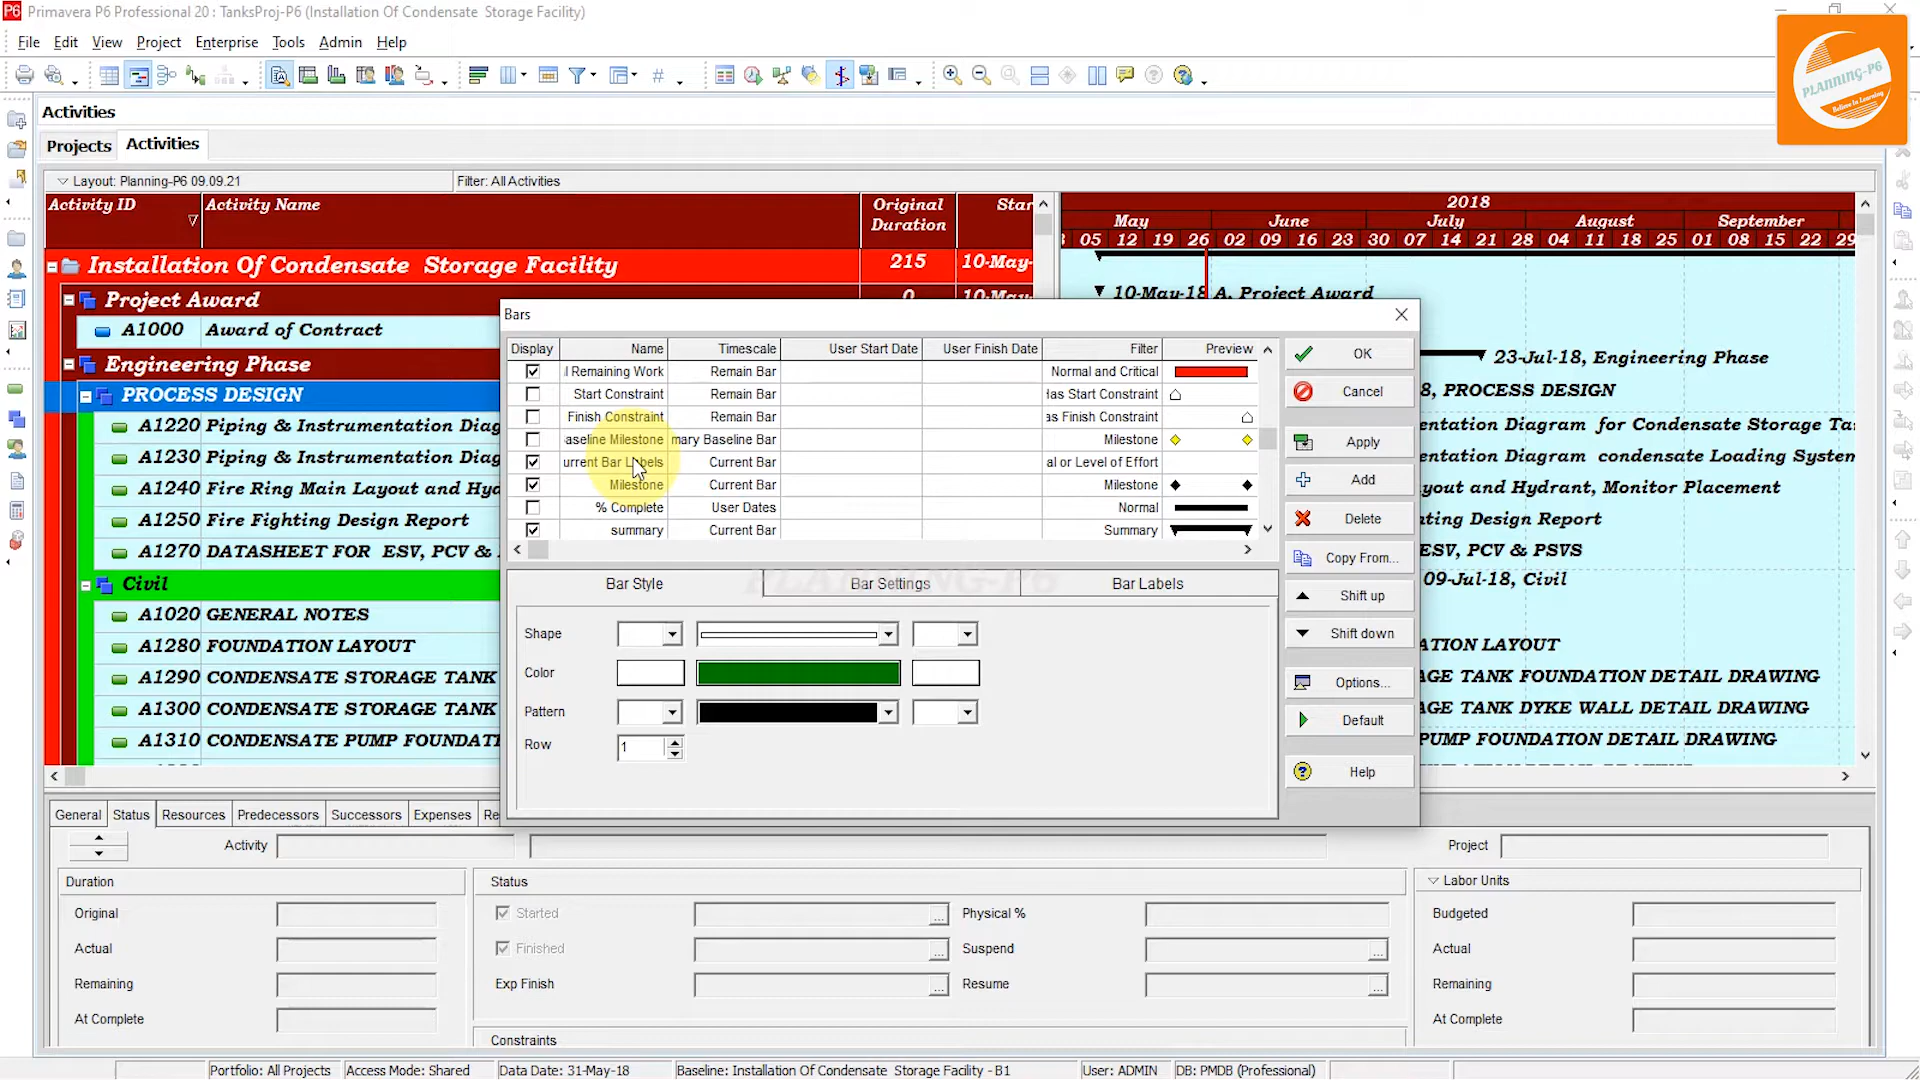 Primavera P6 Professional 20 : TanksProj-P6 (Installation Of Condensate  Storage Facility)
File Edit View Project Enterprise Tools Admin Help
PLANNING-P6
Believe In Learning
Activities
Projects Activities
Layout: Planning-P6 09.09.21 Filter: All Activities
Activity ID Activity Name Original Duration Star
2018
May June July August September
05 12 19 26 02 09 16 23 30 07 14 21 28 04 11 18 25 01 08 15 22 29
Installation Of Condensate  Storage Facility 215 10-May-
Project Award 0 10-May-
10-May-18 A, Project Award
A1000 Award of Contract
Engineering Phase
23-Jul-18, Engineering Phase
PROCESS DESIGN
8, PROCESS DESIGN
A1220 Piping & Instrumentation Diag
entation Diagram  for Condensate Storage Ta
A1230 Piping & Instrumentation Diag
entation Diagram  condensate Loading System
A1240 Fire Ring Main Layout and Hyd
yout and Hydrant, Monitor Placement
A1250 Fire Fighting Design Report
ting Design Report
A1270 DATASHEET FOR  ESV, PCV & P
ESV, PCV & PSVS
Civil
09-Jul-18, Civil
A1020 GENERAL NOTES
A1280 FOUNDATION LAYOUT
ATION LAYOUT
A1290 CONDENSATE STORAGE TANK
AGE TANK FOUNDATION DETAIL DRAWING
A1300 CONDENSATE STORAGE TANK
AGE TANK DYKE WALL DETAIL DRAWING
A1310 CONDENSATE PUMP FOUNDAT
PUMP FOUNDATION DETAIL DRAWING
Bars
Display Name Timescale User Start Date User Finish Date Filter Preview
l Remaining Work Remain Bar Normal and Critical
Start Constraint Remain Bar Has Start Constraint
Finish Constraint Remain Bar as Finish Constraint
aseline Milestone mary Baseline Bar Milestone
urrent Bar Labels Current Bar al or Level of Effort
Milestone Current Bar Milestone
% Complete User Dates Normal
summary Current Bar Summary
OK
Cancel
Apply
Add
Delete
Copy From...
Shift up
Shift down
Options...
Default
Help
PLANNING-P6
Bar Style Bar Settings Bar Labels
Shape
Color
Pattern
Row 1
General Status Resources Predecessors Successors Expenses Re
Activity Project
Duration Status Labor Units
Original Started Physical % Budgeted
Actual Finished Suspend Actual
Remaining Exp Finish Resume Remaining
At Complete At Complete
Constraints
Portfolio: All Projects Access Mode: Shared Data Date: 31-May-18 Baseline: Installation Of Condensate  Storage Facility - B1 User: ADMIN DB: PMDB (Professional)